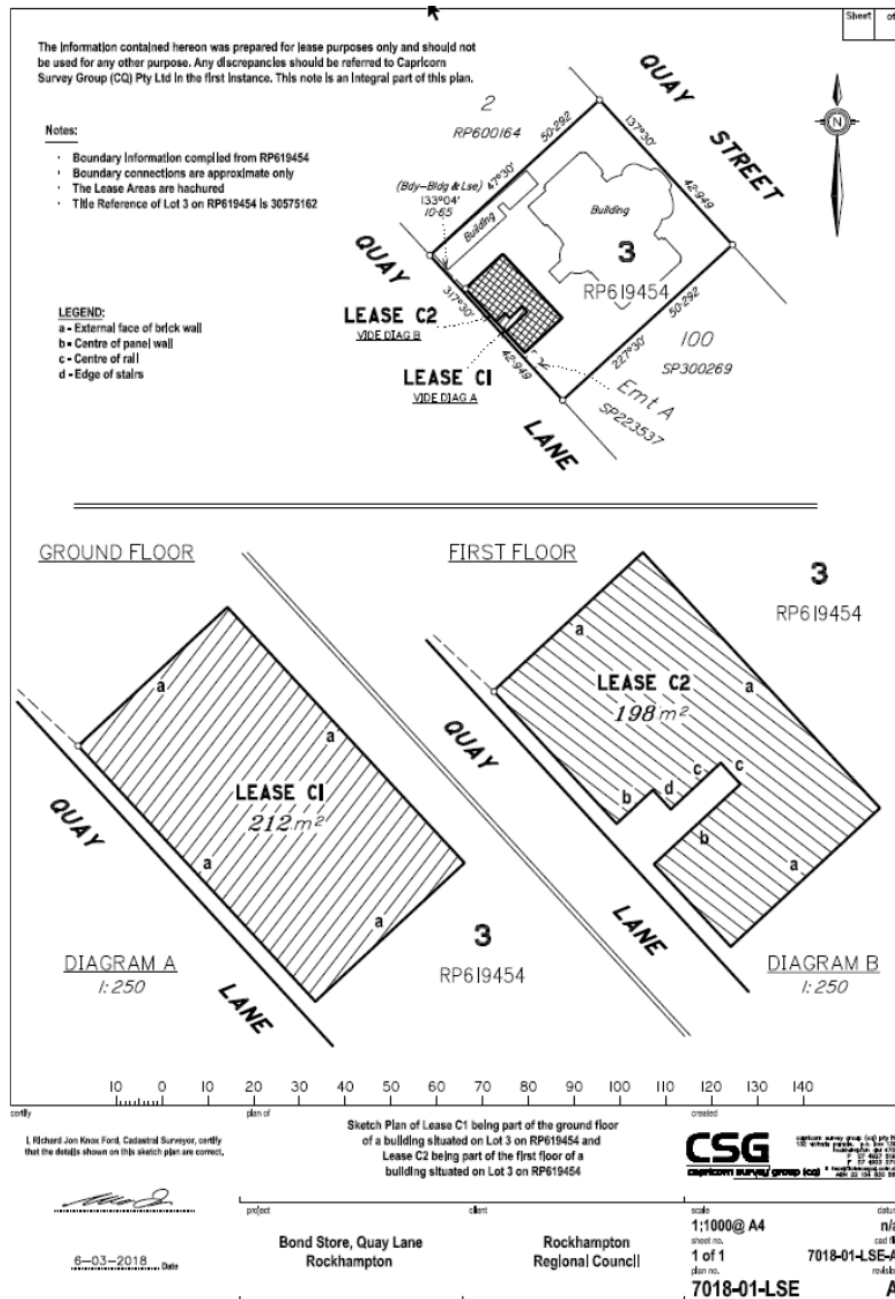 Sheet of
The information contained hereon was prepared for lease purposes only and should not
be used for any other purpose. Any discrepancies should be referred to Capricorn
Survey Group (CQ) Pty Ltd in the first instance. This note is an integral part of this plan.
Notes:
· Boundary information compiled from RP619454
· Boundary connections are approximate only
· The Lease Areas are hachured
· Title Reference of Lot 3 on RP619454 is 30575162
LEGEND:
a - External face of brick wall
b - Centre of panel wall
c - Centre of rail
d - Edge of stairs
QUAY STREET
2
RP600164
50·292
47°30'
137°30'
42·949
(Bdy-Bldg & Lse)
133°04'
10·65
Building
Building
3
RP619454
QUAY
317°30'
LEASE C2
VIDE DIAG B
LEASE C1
VIDE DIAG A
42·949
50·292
227°30'
100
SP300269
Emt A
SP223537
LANE
GROUND FLOOR
a
a
LEASE C1
212 m²
a
a
QUAY
LANE
3
RP619454
DIAGRAM A
1:250
FIRST FLOOR
3
RP619454
a
LEASE C2
198 m²
a
c
c
d
b
b
a
QUAY
LANE
DIAGRAM B
1:250
10 0 10 20 30 40 50 60 70 80 90 100 110 120 130 140
certify
I, Richard Jon Knox Ford, Cadastral Surveyor, certify
that the details shown on this sketch plan are correct.
6-03-2018 Date
plan of
Sketch Plan of Lease C1 being part of the ground floor
of a building situated on Lot 3 on RP619454 and
Lease C2 being part of the first floor of a
building situated on Lot 3 on RP619454
created
CSG
capricorn survey group (cq)
project
Bond Store, Quay Lane
Rockhampton
client
Rockhampton
Regional Council
scale
1:1000@ A4
sheet no.
1 of 1
plan no.
7018-01-LSE
datu
n/a
cad fil
7018-01-LSE-A
revisio
A